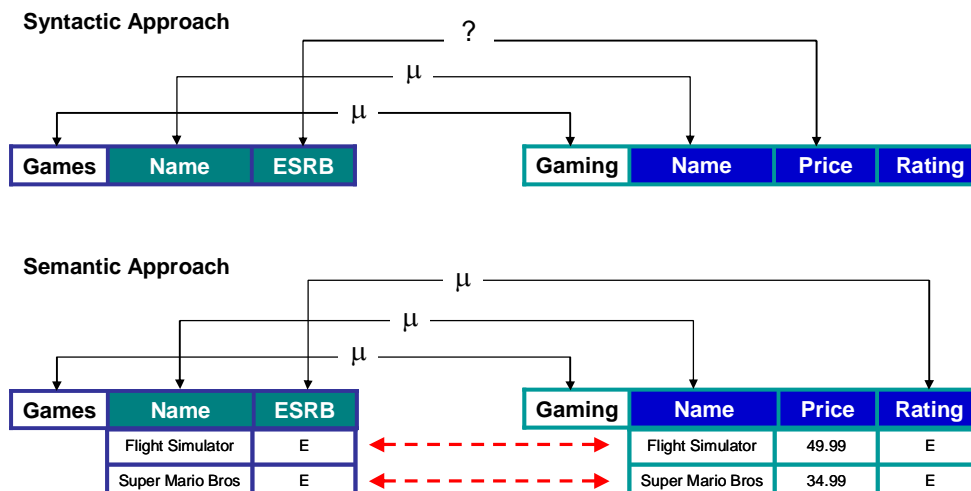 Syntactic Approach
?
μ
μ
Games Name ESRB Gaming Name Price Rating
Semantic Approach
μ
μ
μ
Games Name ESRB Gaming Name Price Rating
Flight Simulator E Flight Simulator 49.99 E
Super Mario Bros E Super Mario Bros 34.99 E